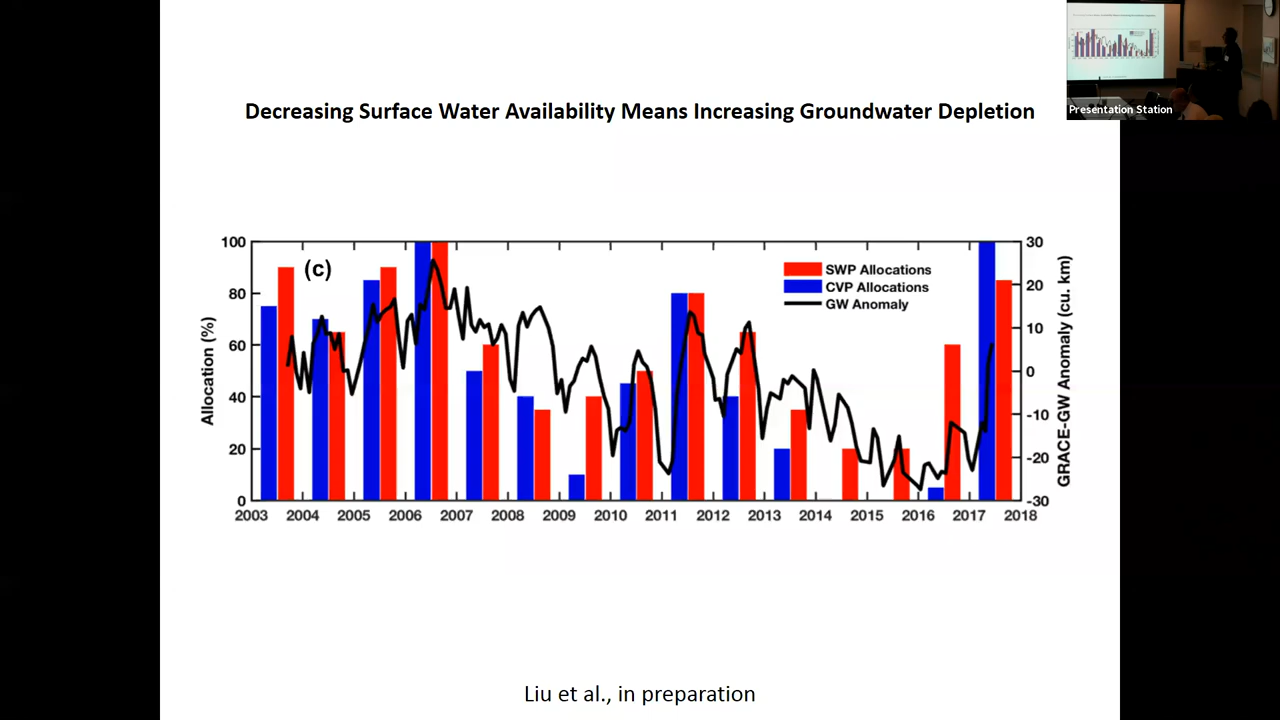 Presentation Station
Decreasing Surface Water Availability Means Increasing Groundwater Depletion
(c)
SWP Allocations
CVP Allocations
GW Anomaly
Allocation (%)
100
80
60
40
20
0
GRACE-GW Anomaly (cu. km)
30
20
10
0
-10
-20
-30
2003 2004 2005 2006 2007 2008 2009 2010 2011 2012 2013 2014 2015 2016 2017 2018
Liu et al., in preparation